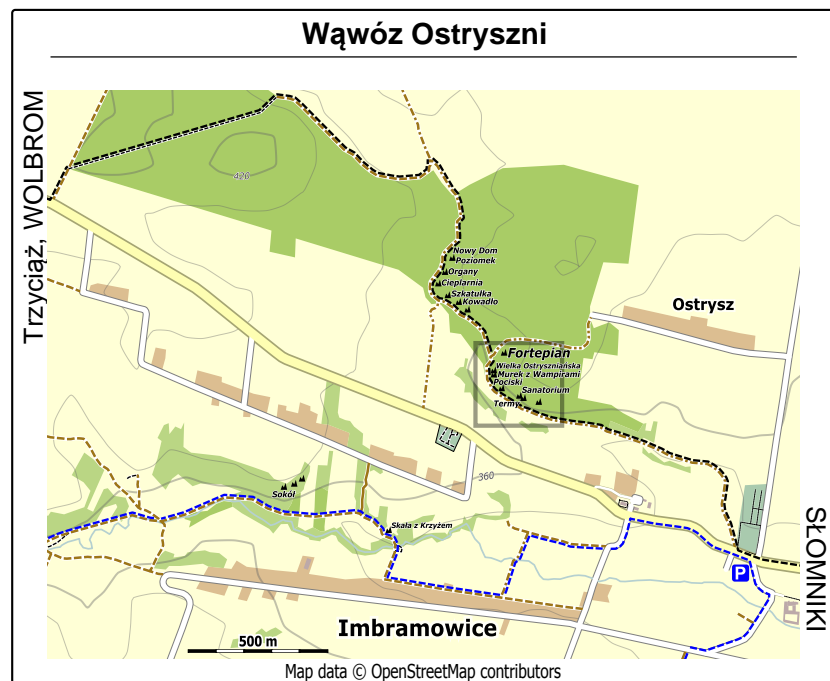 Wąwóz Ostryszni
Trzyciąż, WOLBROM
420
Nowy Dom
Poziomek
Organy
Cieplarnia
Szkatułka
Kowadło
Ostrysz
Fortepian
Wielka Ostryszniańska
Murek z Wampirami
Pociski
Sanatorium
Termy
360
Sokół
Skała z Krzyżem
SŁOMNIKI
P
Imbramowice
500 m
Map data © OpenStreetMap contributors